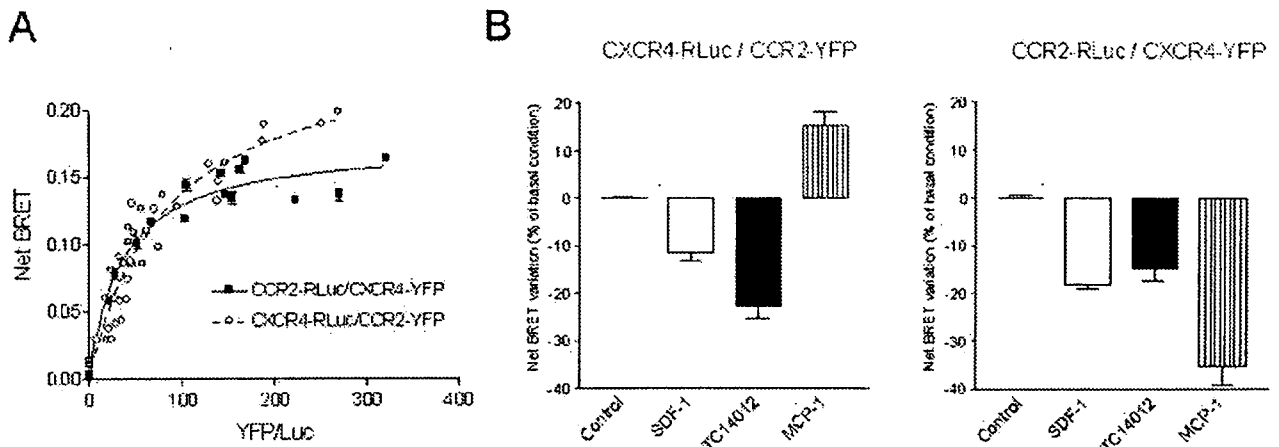 A
Net BRET
0.20
0.15
0.10
0.05
0.00
CCR2-RLuc/CXCR4-YFP
CXCR4-RLuc/CCR2-YFP
0
100
200
300
400
YFP/Luc
B
CXCR4-RLuc / CCR2-YFP
Net BRET variation (% of basal condition)
20
10
0
-10
-20
-30
-40
Control
SDF-1
TC14012
MCP-1
CCR2-RLuc / CXCR4-YFP
Net BRET variation (% of basal condition)
20
10
0
-10
-20
-30
-40
Control
SDF-1
TC14012
MCP-1